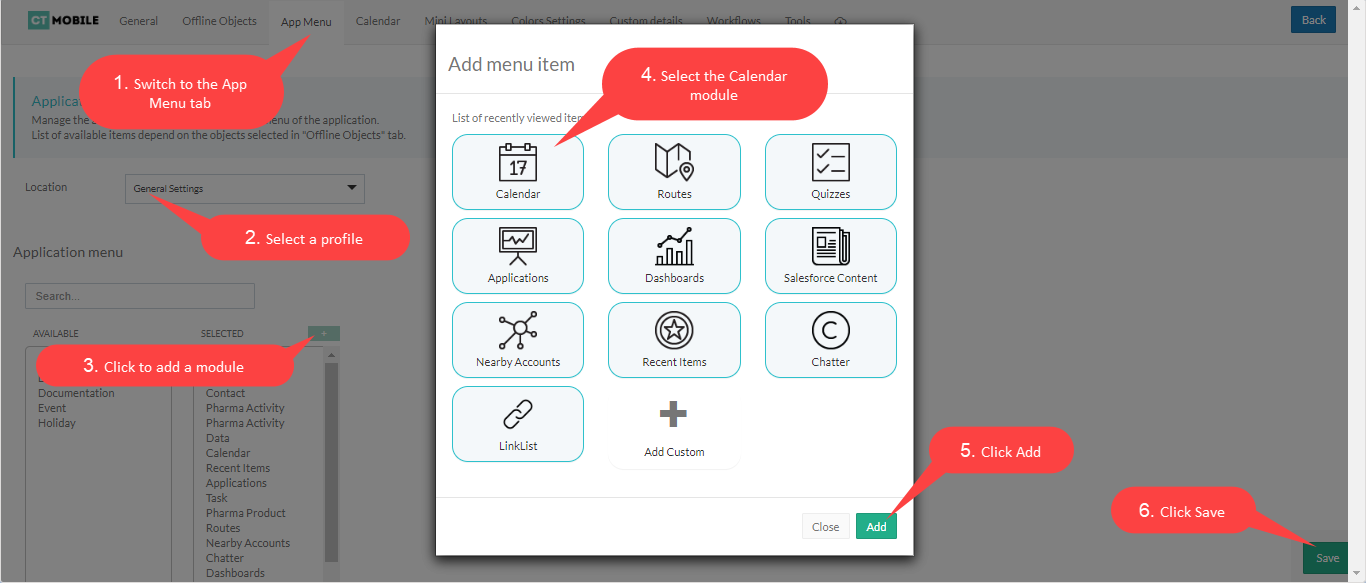 CT MOBILE
General
Offline Objects
App Menu
Calendar
Mini Layouts
Colors Settings
Custom details
Workflows
Tools
Back
1. Switch to the App
Menu tab
Manage the
enu of the application.
List of available items depend on the objects selected in "Offline Objects" tab.
Location
General Settings
2. Select a profile
Application menu
Search...
AVAILABLE
SELECTED
+
3. Click to add a module
Documentation
Event
Holiday
Contact
Pharma Activity
Pharma Activity
Data
Calendar
Recent Items
Applications
Task
Pharma Product
Routes
Nearby Accounts
Chatter
Dashboards
Add menu item
4. Select the Calendar
module
List of recently viewed iter
17
Calendar
Routes
Quizzes
Applications
Dashboards
Salesforce Content
Nearby Accounts
Recent Items
C
Chatter
LinkList
Add Custom
5. Click Add
Close
Add
6. Click Save
Save